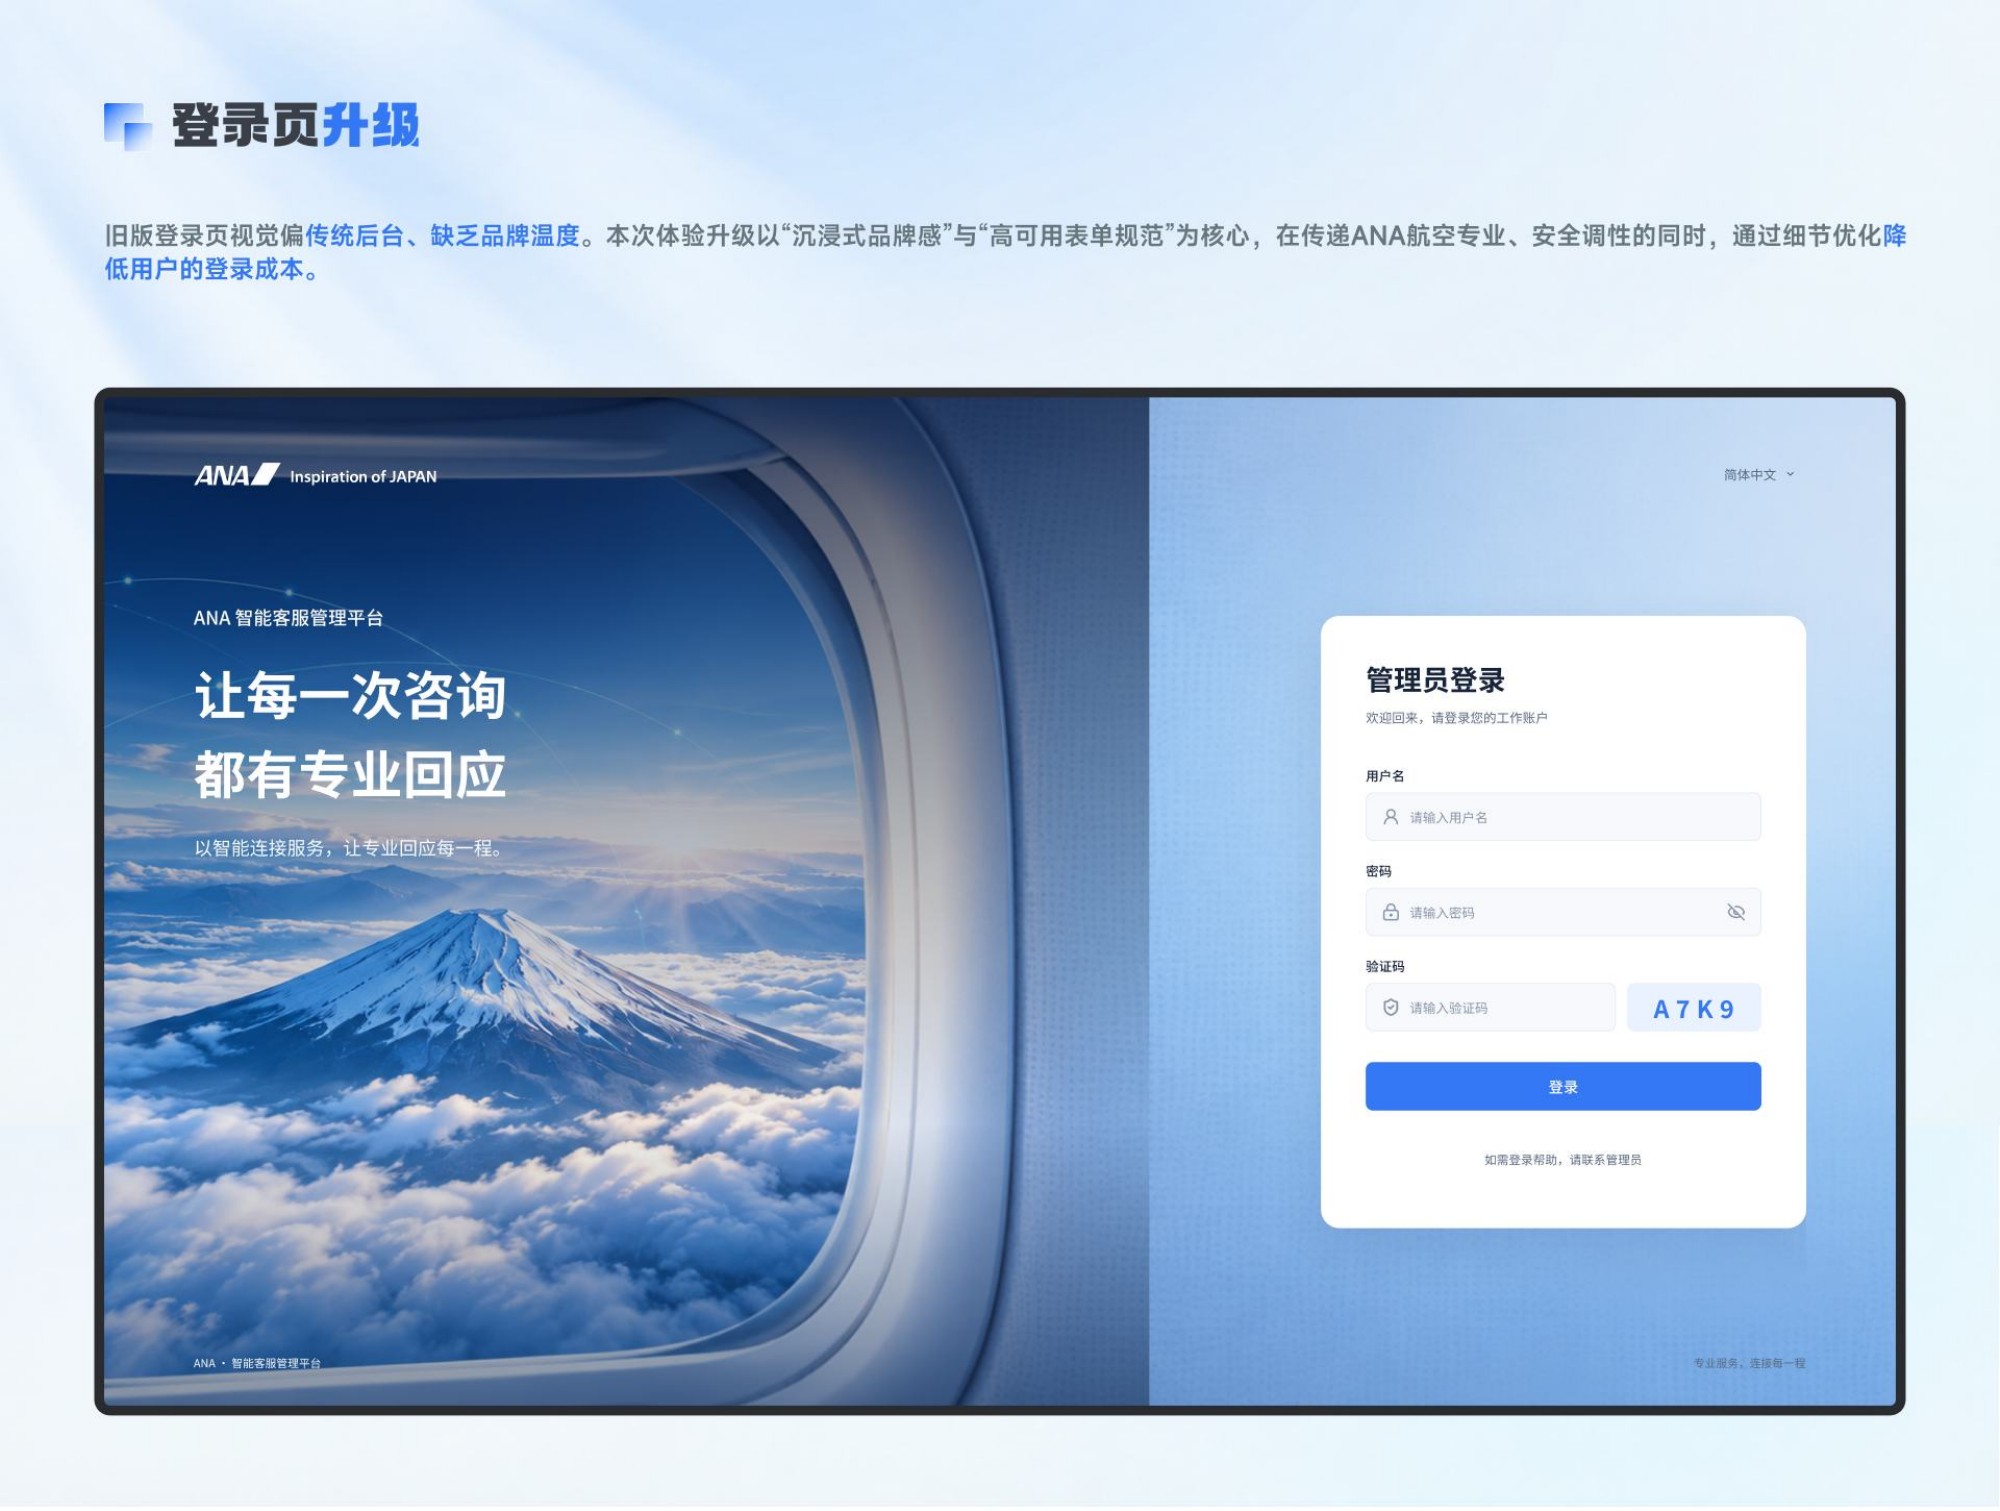 登录页升级
旧版登录页视觉偏传统后台、缺乏品牌温度。本次体验升级以“沉浸式品牌感”与“高可用表单规范”为核心，在传递ANA航空专业、安全调性的同时，通过细节优化降
低用户的登录成本。
ANA Inspiration of JAPAN
简体中文
ANA 智能客服管理平台
让每一次咨询
都有专业回应
以智能连接服务，让专业回应每一程。
管理员登录
欢迎回来，请登录您的工作账户
用户名
请输入用户名
密码
请输入密码
验证码
请输入验证码
A7K9
登录
如需登录帮助，请联系管理员
ANA · 智能客服管理平台
专业服务，连接每一程